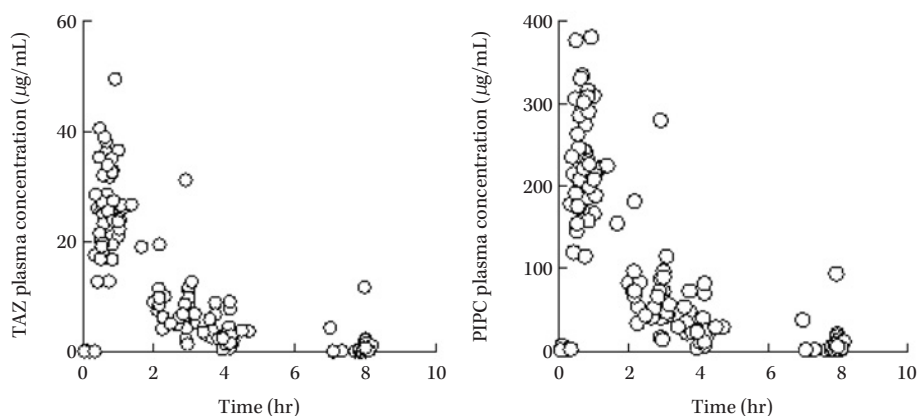 TAZ plasma concentration (μg/mL)
60
40
20
0
0 2 4 6 8 10
Time (hr)
PIPC plasma concentration (μg/mL)
400
300
200
100
0
0 2 4 6 8 10
Time (hr)